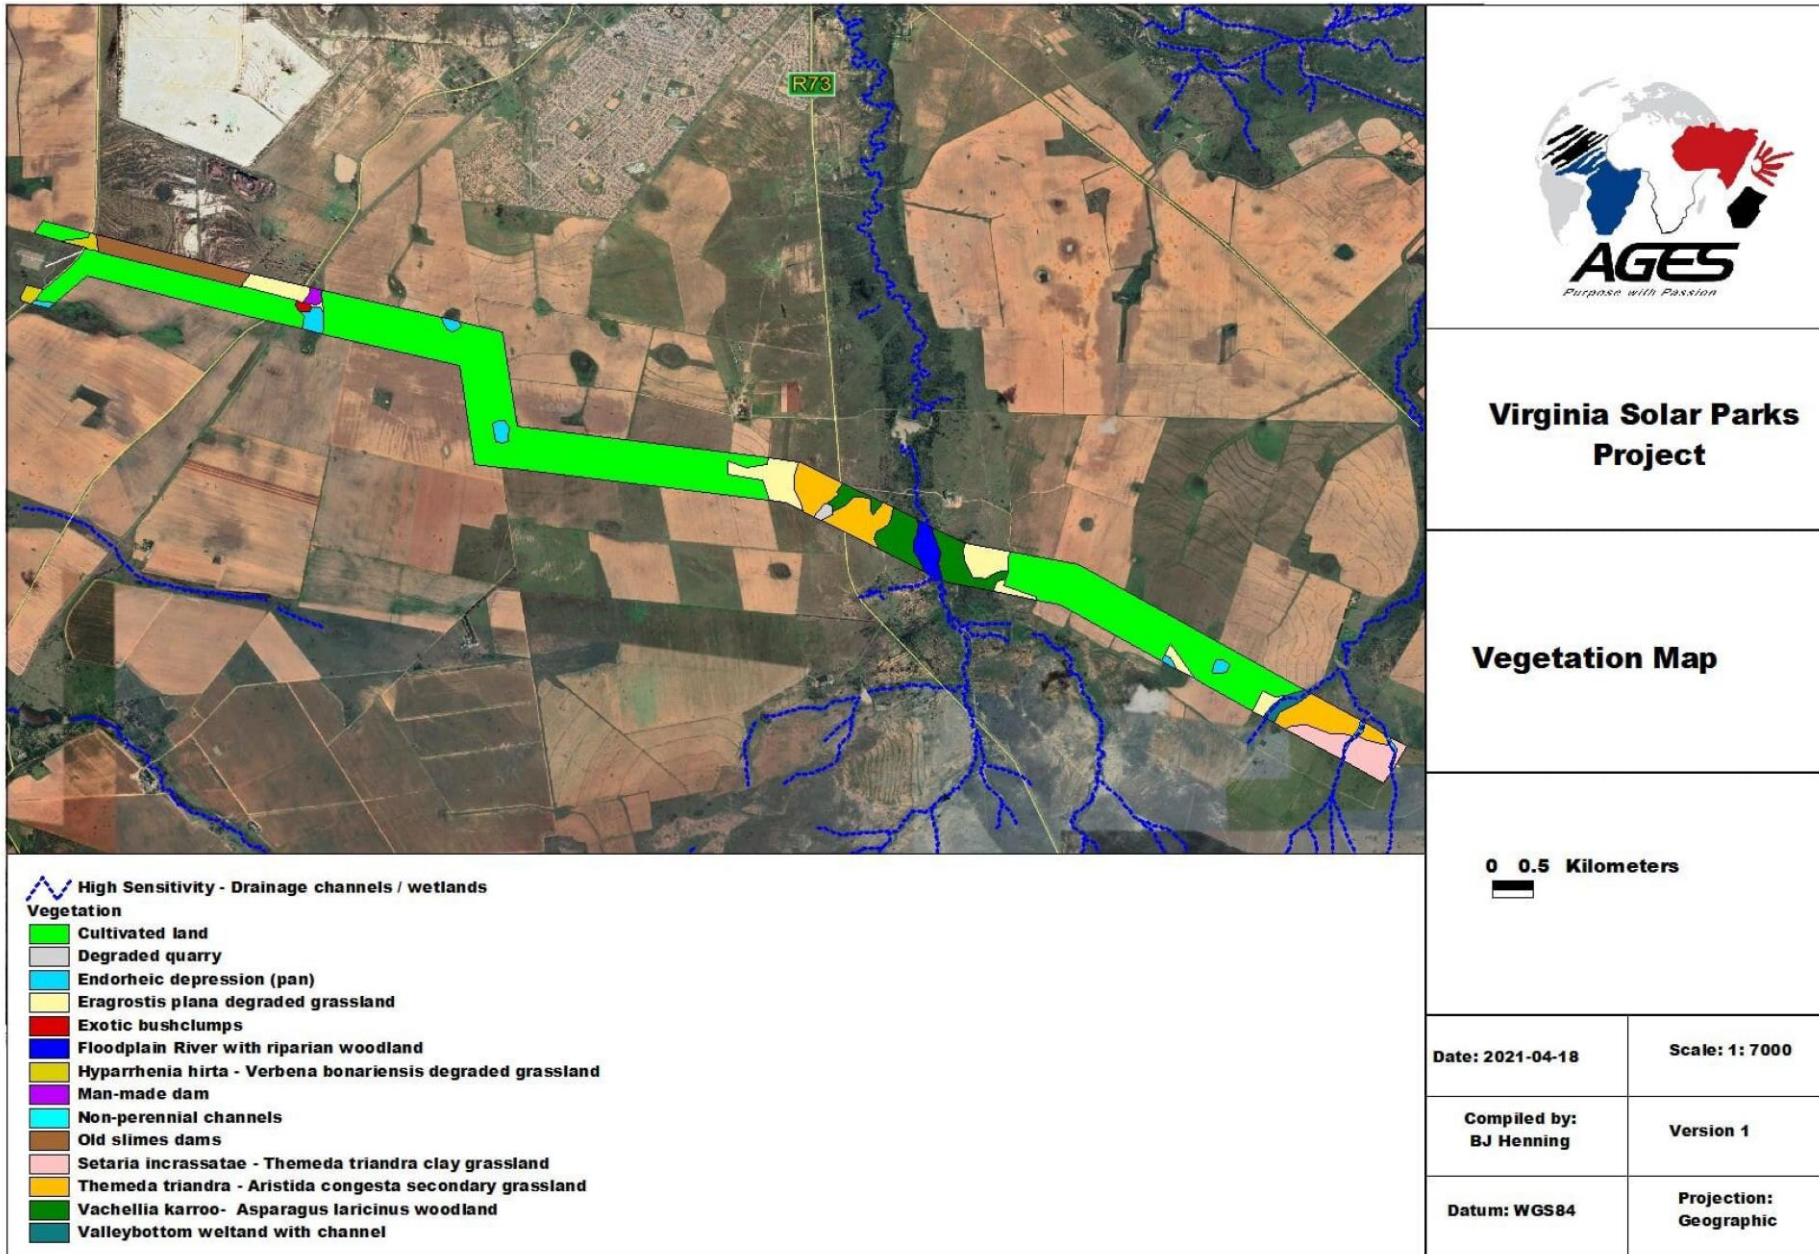 R73
AGES
Purpose with Passion
Virginia Solar Parks
Project
Vegetation Map
0 0.5 Kilometers
High Sensitivity - Drainage channels / wetlands
Vegetation
Cultivated land
Degraded quarry
Endorheic depression (pan)
Eragrostis plana degraded grassland
Exotic bushclumps
Floodplain River with riparian woodland
Hyparrhenia hirta - Verbena bonariensis degraded grassland
Man-made dam
Non-perennial channels
Old slimes dams
Setaria incrassatae - Themeda triandra clay grassland
Themeda triandra - Aristida congesta secondary grassland
Vachellia karroo- Asparagus laricinus woodland
Valleybottom weltand with channel
Date: 2021-04-18
Scale: 1: 7000
Compiled by:
BJ Henning
Version 1
Datum: WGS84
Projection:
Geographic